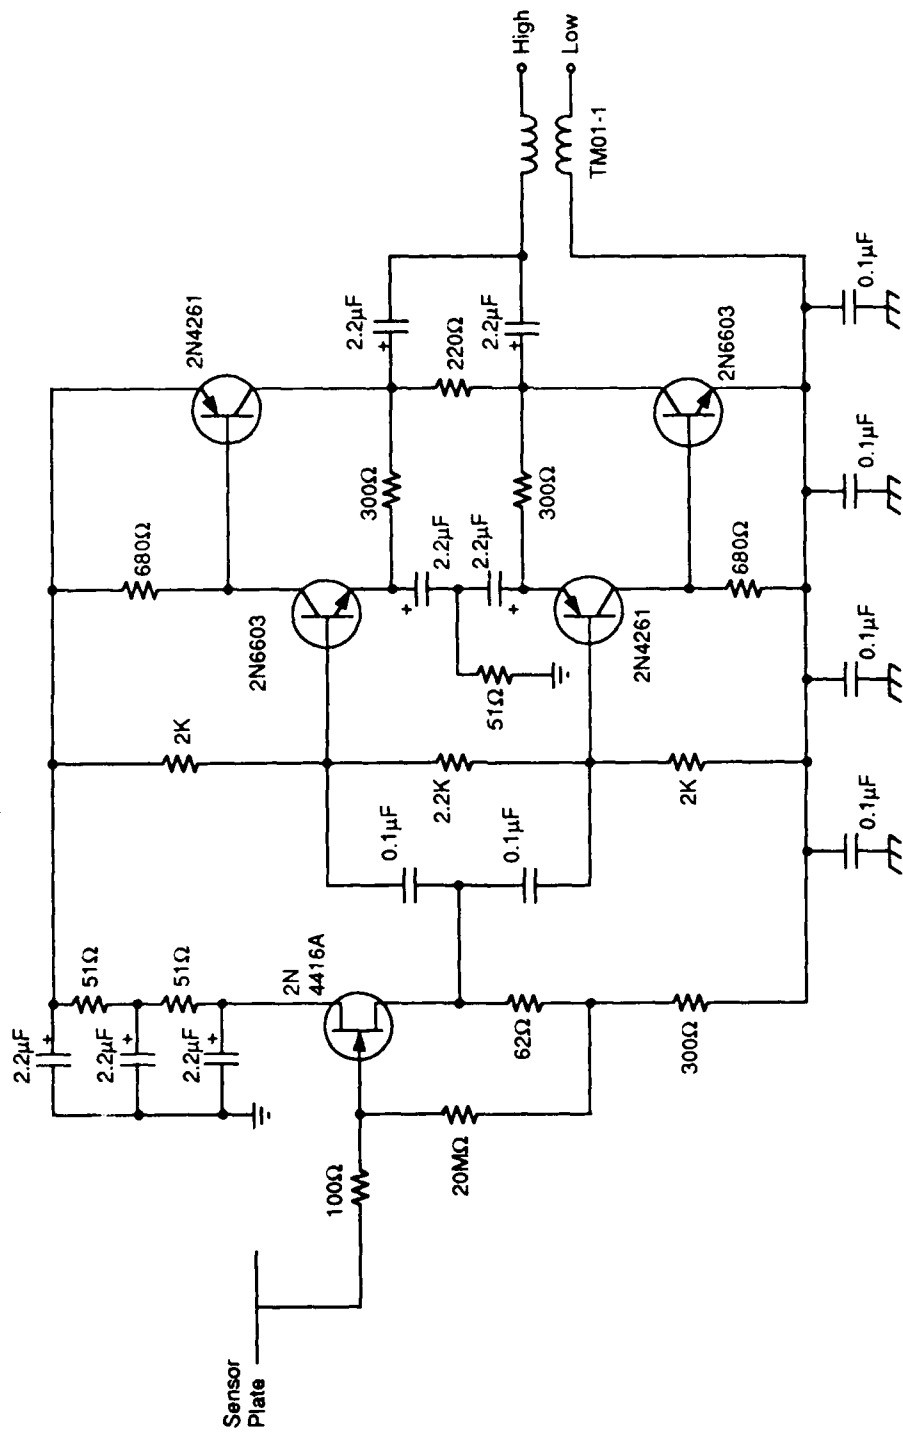 Sensor
Plate
100Ω
20MΩ
2.2µF
+
2.2µF
+
2.2µF
+
51Ω
51Ω
2N
4416A
62Ω
300Ω
0.1µF
0.1µF
0.1µF
2K
2.2K
2K
0.1µF
2N6603
51Ω
2N4261
680Ω
+
2.2µF
2.2µF
+
680Ω
300Ω
300Ω
0.1µF
2N4261
2.2µF
+
220Ω
2.2µF
+
2N6603
0.1µF
TM01-1
High
Low